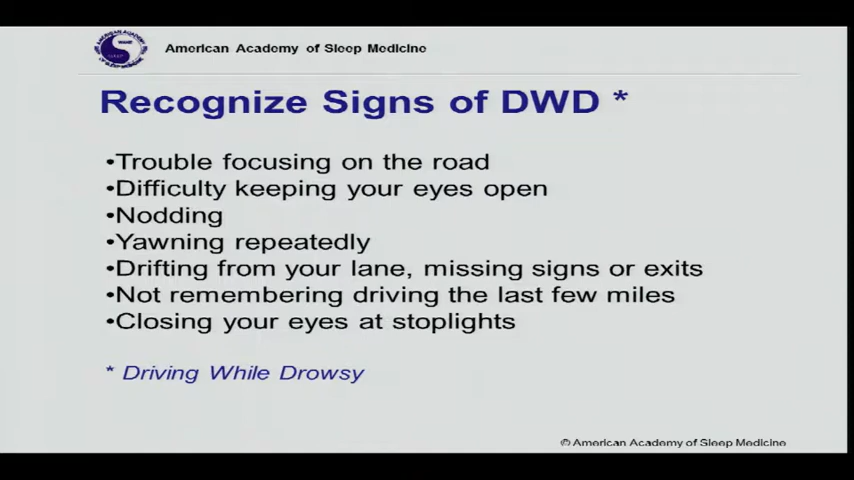 American Academy of Sleep Medicine
Recognize Signs of DWD *
•Trouble focusing on the road
•Difficulty keeping your eyes open
•Nodding
•Yawning repeatedly
•Drifting from your lane, missing signs or exits
•Not remembering driving the last few miles
•Closing your eyes at stoplights
* Driving While Drowsy
© American Academy of Sleep Medicine